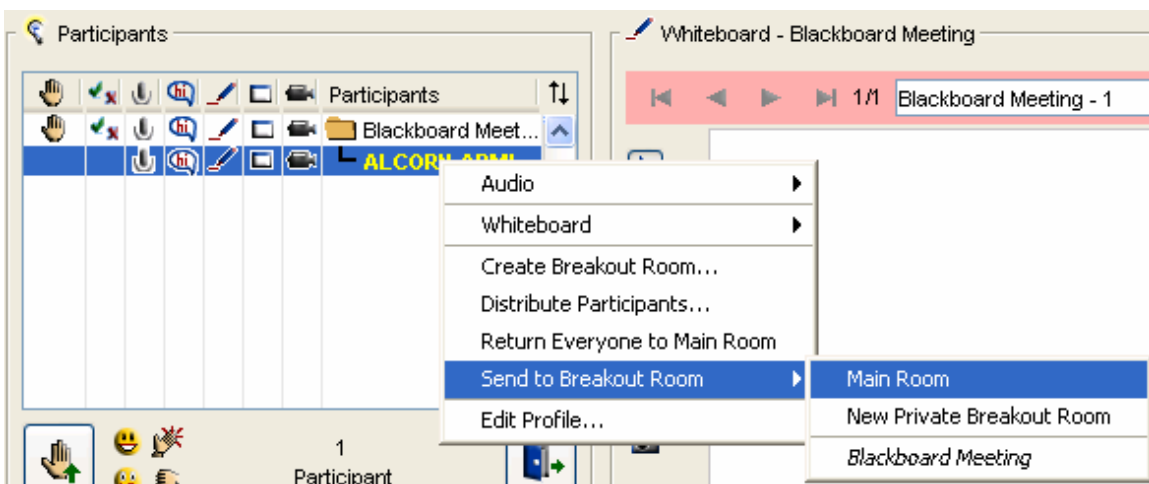 Participants
Whiteboard - Blackboard Meeting
Participants
1/1 Blackboard Meeting - 1
hi Blackboard Meet...
hi ALCORN
Audio
Whiteboard
Create Breakout Room...
Distribute Participants...
Return Everyone to Main Room
Send to Breakout Room
Main Room
Edit Profile...
New Private Breakout Room
Blackboard Meeting
1
Participant